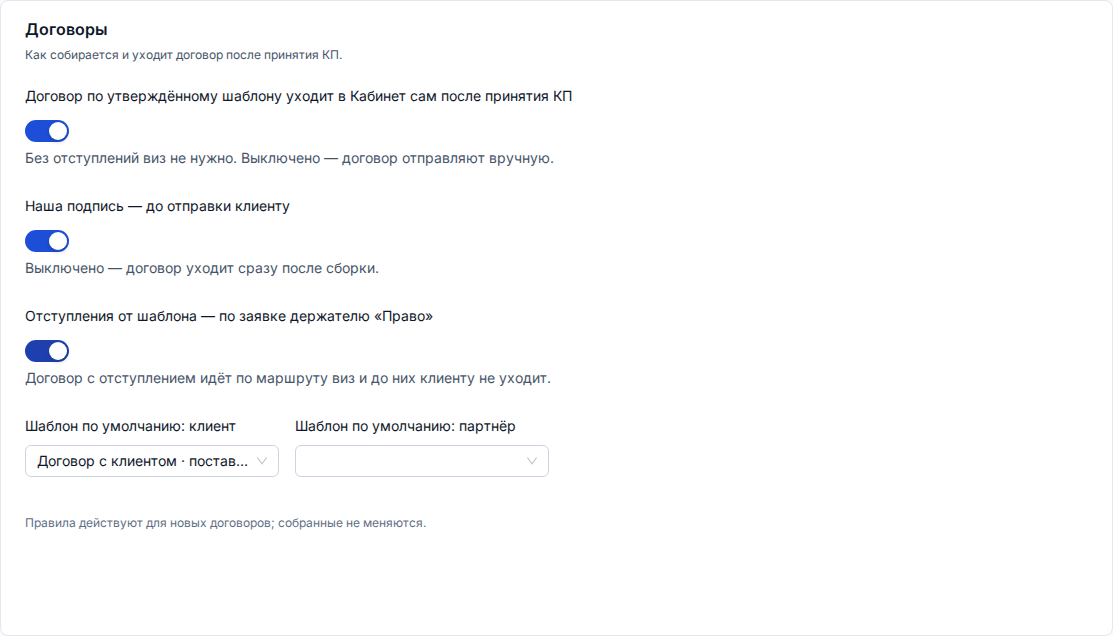 Договоры
Как собирается и уходит договор после принятия КП.
Договор по утверждённому шаблону уходит в Кабинет сам после принятия КП
Без отступлений виз не нужно. Выключено — договор отправляют вручную.
Наша подпись — до отправки клиенту
Выключено — договор уходит сразу после сборки.
Отступления от шаблона — по заявке держателю «Право»
Договор с отступлением идёт по маршруту виз и до них клиенту не уходит.
Шаблон по умолчанию: клиент
Шаблон по умолчанию: партнёр
Договор с клиентом · постав...
Правила действуют для новых договоров; собранные не меняются.